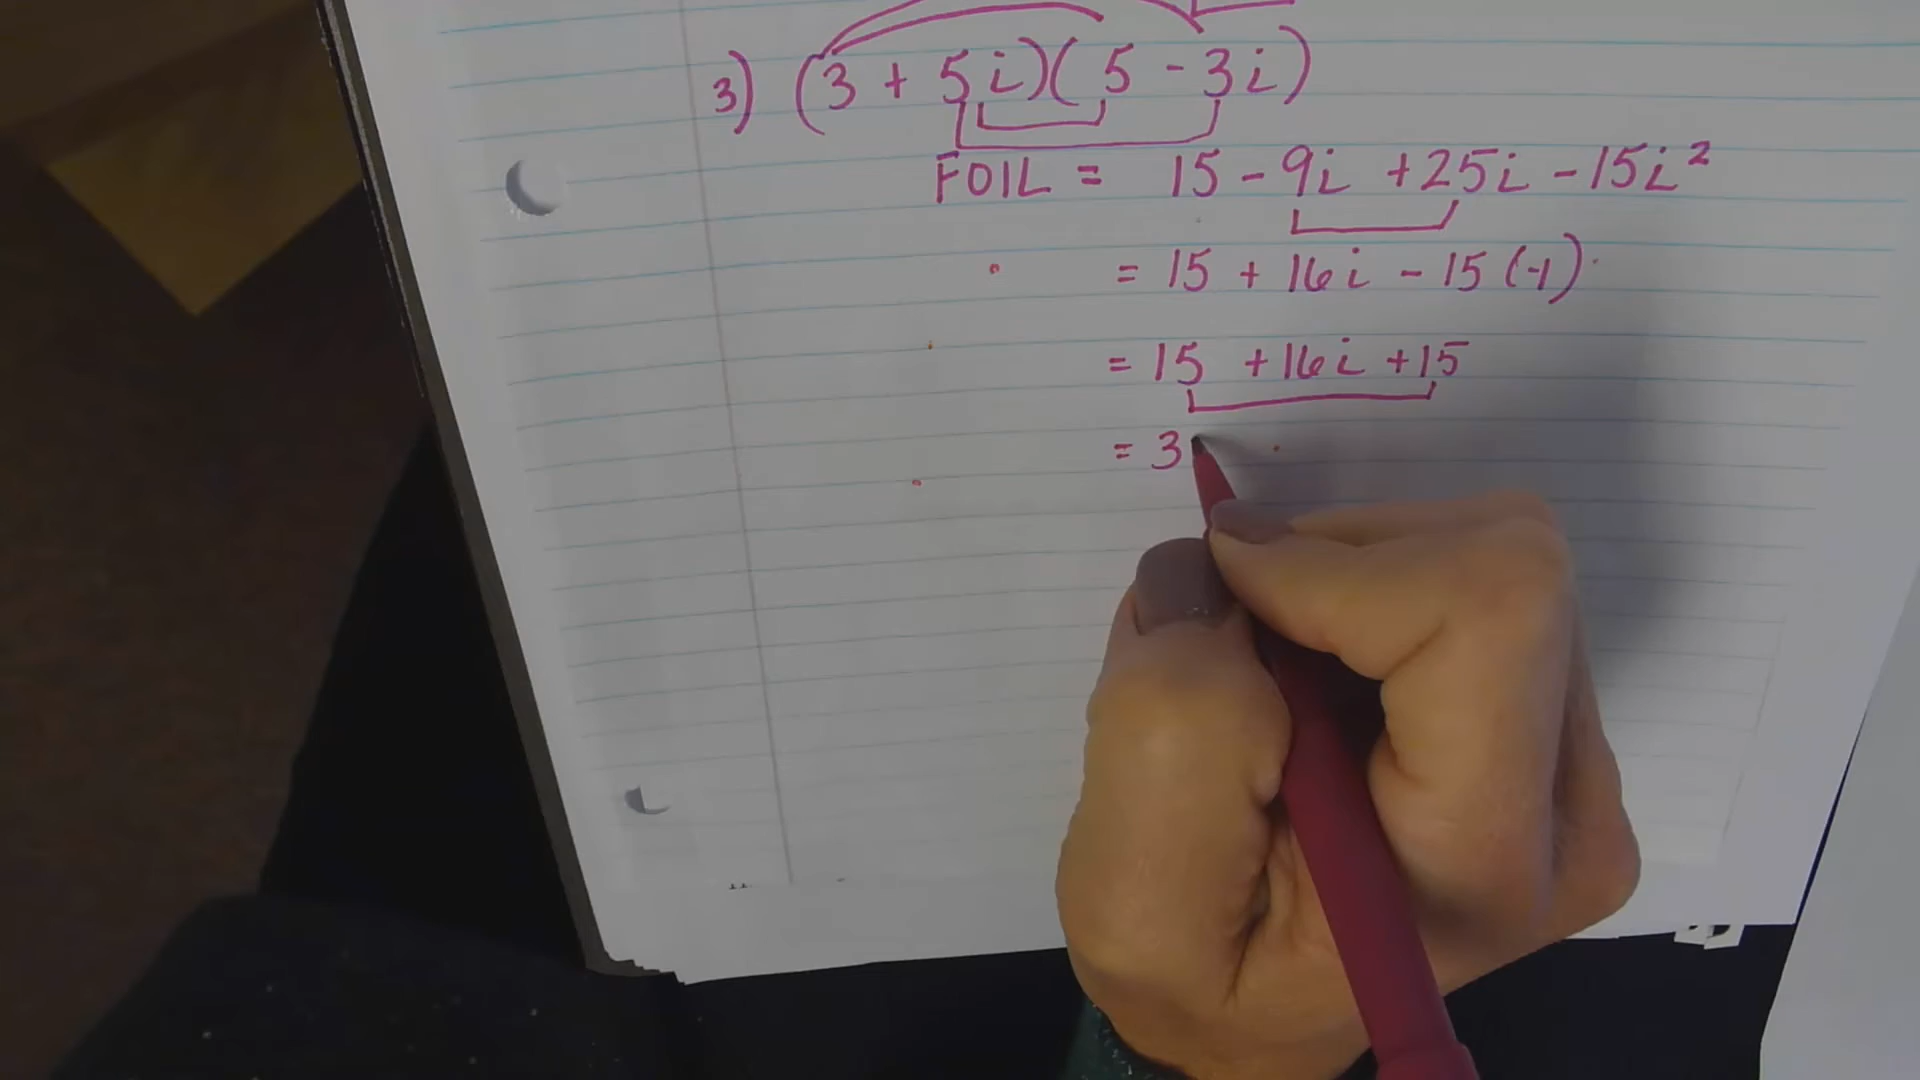 3) (3 + 5i)(5 - 3i)
FOIL = 15 - 9i + 25i - 15i²
= 15 + 16i - 15(-1)
= 15 + 16i + 15
= 3